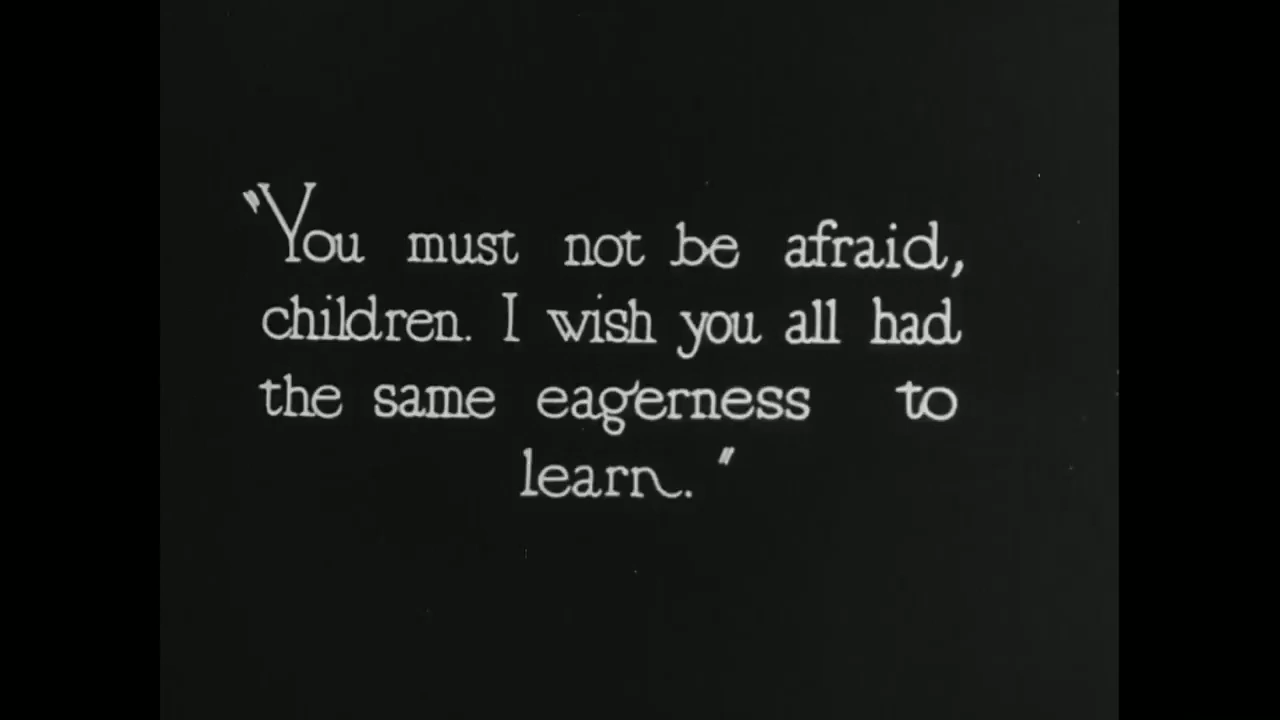 "You must not be afraid,
children. I wish you all had
the same eagerness to
learn."